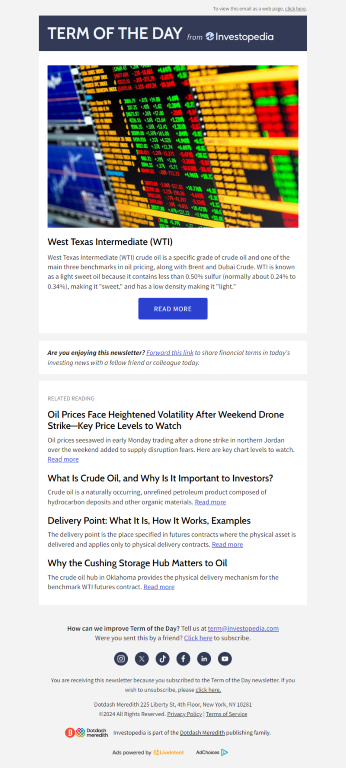 To view this email as a web page, click here.
TERM OF THE DAY from Investopedia
West Texas Intermediate (WTI)
West Texas Intermediate (WTI) crude oil is a specific grade of crude oil and one of the
main three benchmarks in oil pricing, along with Brent and Dubai Crude. WTI is known
as a light sweet oil because it contains less than 0.50% sulfur (normally about 0.24% to
0.34%), making it "sweet," and has a low density making it "light."
READ MORE
Are you enjoying this newsletter? Forward this link to share financial terms in today's
investing news with a fellow friend or colleague today.
RELATED READING
Oil Prices Face Heightened Volatility After Weekend Drone
Strike—Key Price Levels to Watch
Oil prices seesawed in early Monday trading after a drone strike in northern Jordan
over the weekend added to supply disruption fears. Here are key chart levels to watch.
Read more
What Is Crude Oil, and Why Is It Important to Investors?
Crude oil is a naturally occurring, unrefined petroleum product composed of
hydrocarbon deposits and other organic materials. Read more
Delivery Point: What It Is, How It Works, Examples
The delivery point is the place specified in futures contracts where the physical asset is
delivered and applies only to physical delivery contracts. Read more
Why the Cushing Storage Hub Matters to Oil
The crude oil hub in Oklahoma provides the physical delivery mechanism for the
benchmark WTI futures contract. Read more
How can we improve Term of the Day? Tell us at term@investopedia.com
Were you sent this by a friend? Click here to subscribe.
You are receiving this newsletter because you subscribed to the Term of the Day newsletter. If you
wish to unsubscribe, please click here.
Dotdash Meredith 225 Liberty St, 4th Floor, New York, NY 10281
©2024 All Rights Reserved. Privacy Policy | Terms of Service
Dotdash
meredith
Investopedia is part of the Dotdash Meredith publishing family.
Ads powered by LiveIntent AdChoices